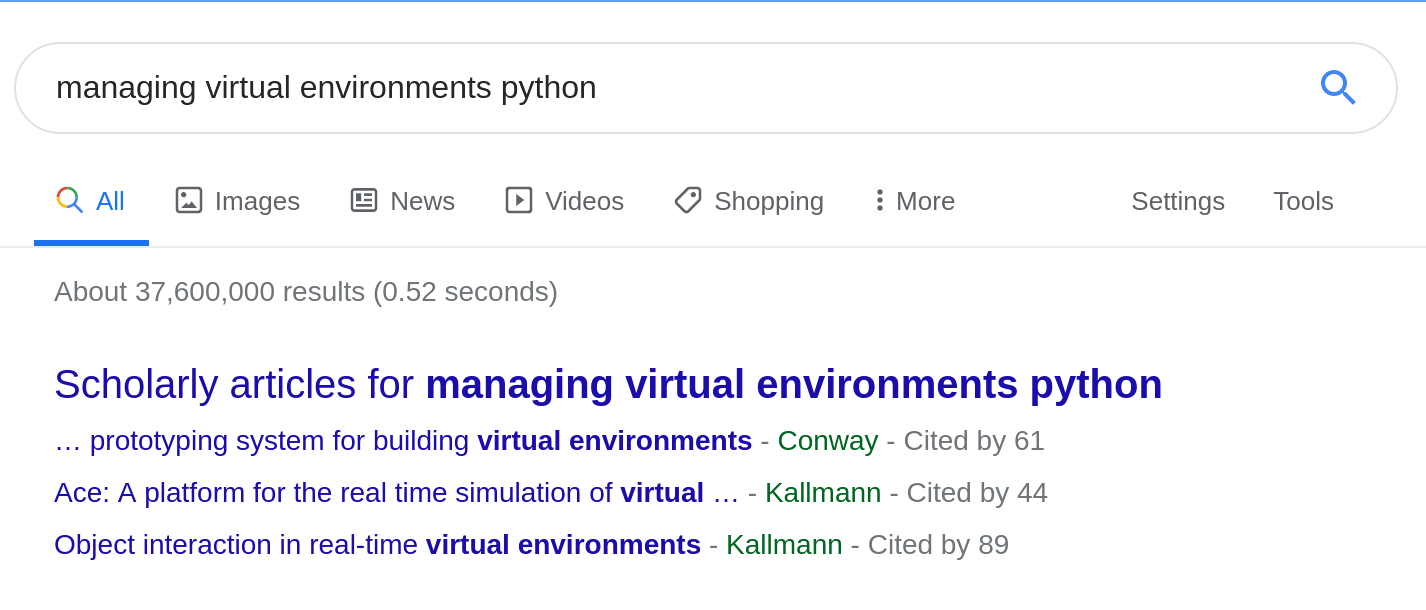 managing virtual environments python
All Images News Videos Shopping More Settings Tools
About 37,600,000 results (0.52 seconds)
Scholarly articles for managing virtual environments python
… prototyping system for building virtual environments - Conway - Cited by 61
Ace: A platform for the real time simulation of virtual … - Kallmann - Cited by 44
Object interaction in real-time virtual environments - Kallmann - Cited by 89